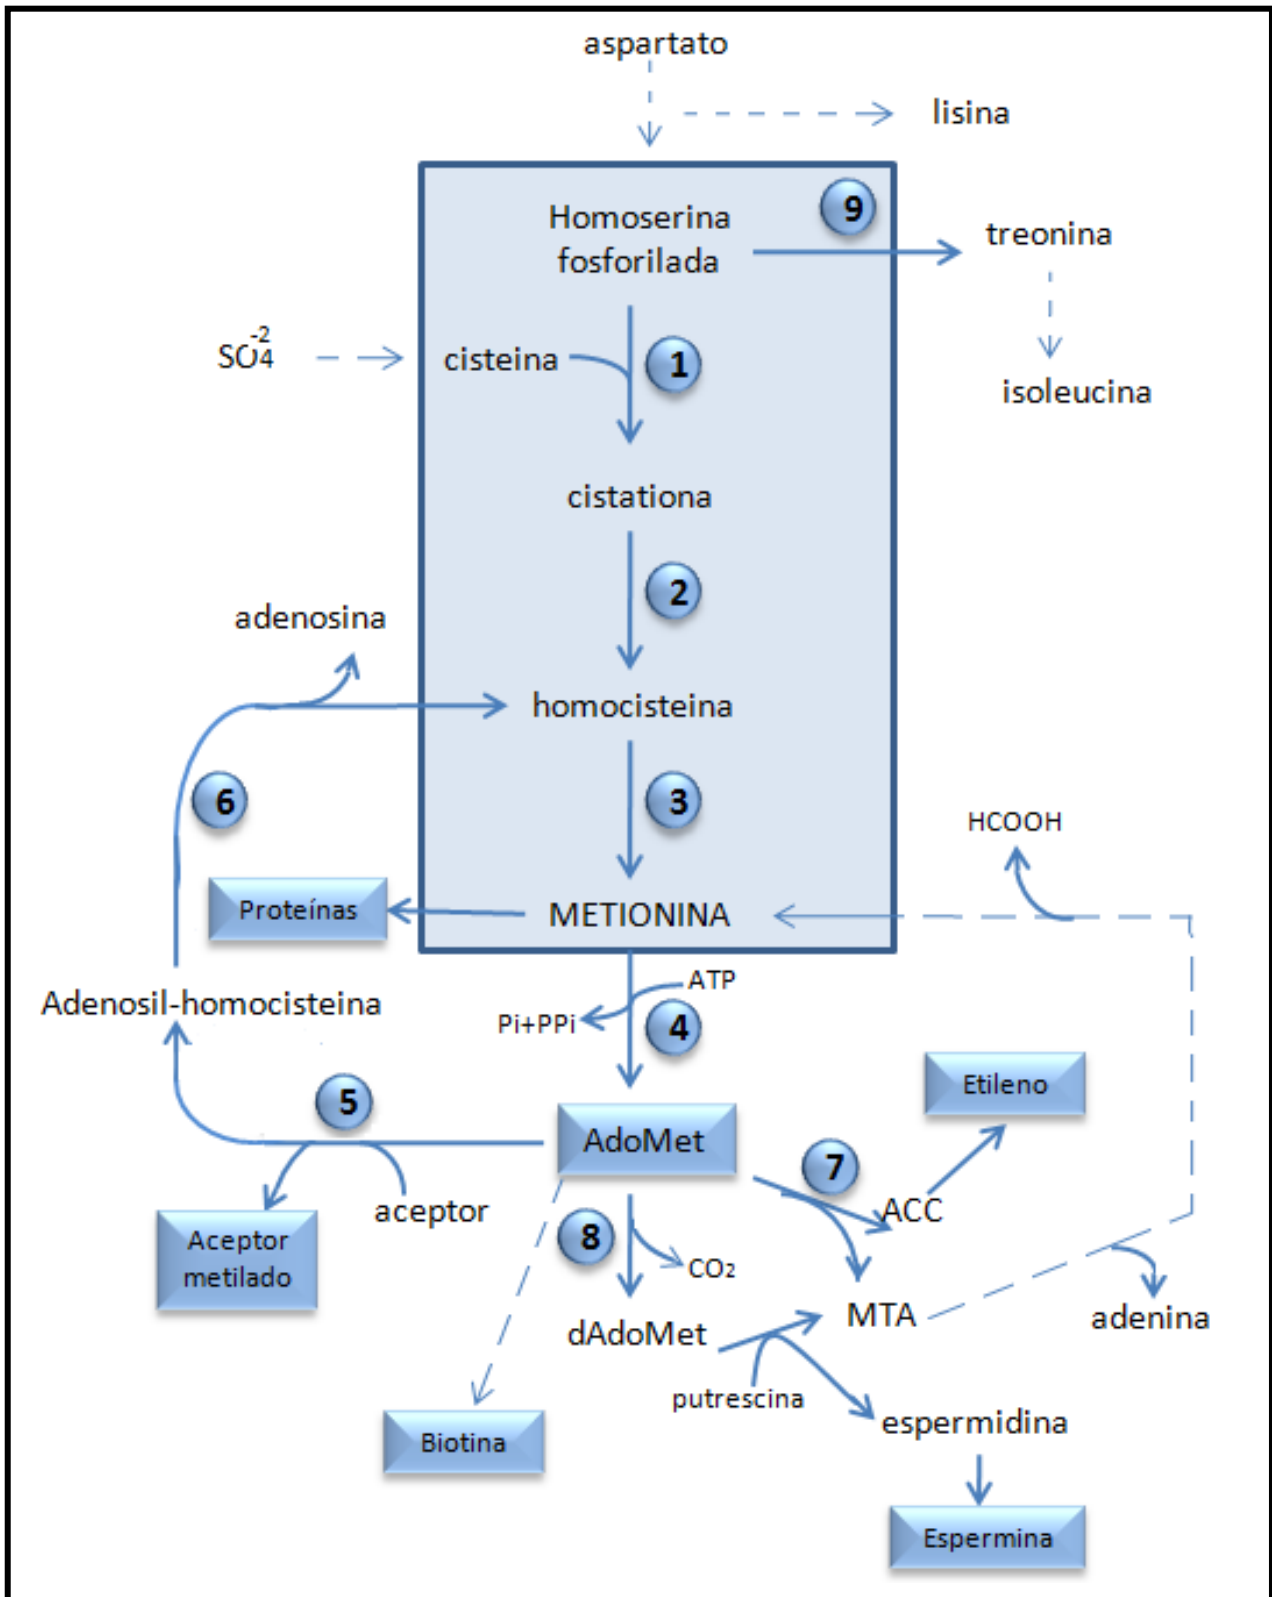 aspartato
lisina
Homoserina
fosforilada
9
treonina
SO4-2
cisteina
1
isoleucina
cistationa
2
adenosina
homocisteina
6
3
HCOOH
Proteínas
METIONINA
Adenosil-homocisteina
ATP
Pi+PPi
4
Etileno
5
AdoMet
7
aceptor
ACC
Aceptor
metilado
8
CO2
MTA
adenina
dAdoMet
putrescina
espermidina
Biotina
Espermina